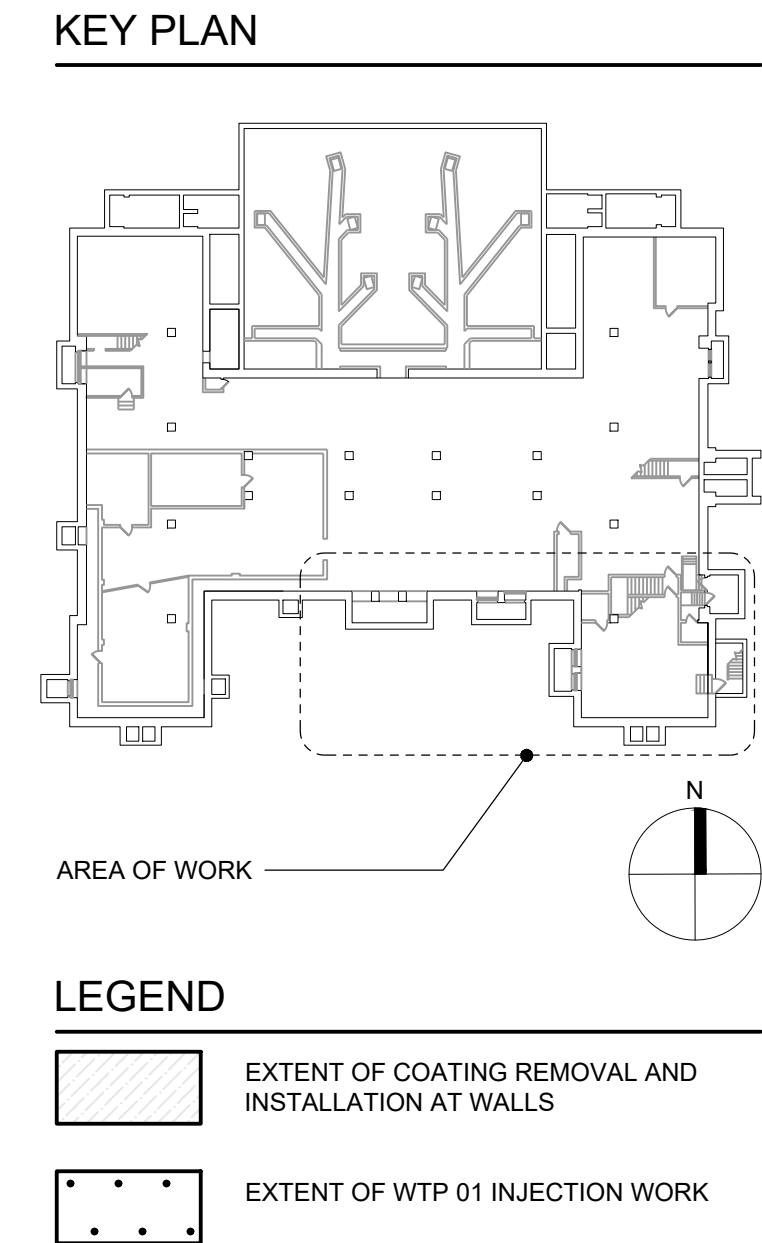 KEY PLAN
N
AREA OF WORK
LEGEND
EXTENT OF COATING REMOVAL AND
INSTALLATION AT WALLS
EXTENT OF WTP 01 INJECTION WORK